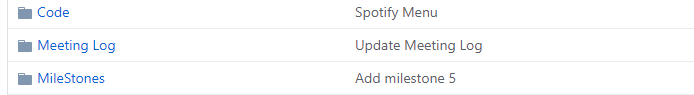 Code Spotify Menu
Meeting Log Update Meeting Log
MileStones Add milestone 5